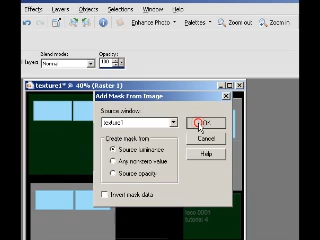 Effects Layers Objects Selections Window Help
Enhance Photo Palettes Zoom out Zoom in
Blend mode: Opacity:
Normal 100
texture1* @ 40% (Raster 1)
Add Mask From Image
Source window:
texture1 OK
Cancel
Create mask from
Source luminance Help
Any non-zero value
Source opacity
Invert mask data
tutorial 4